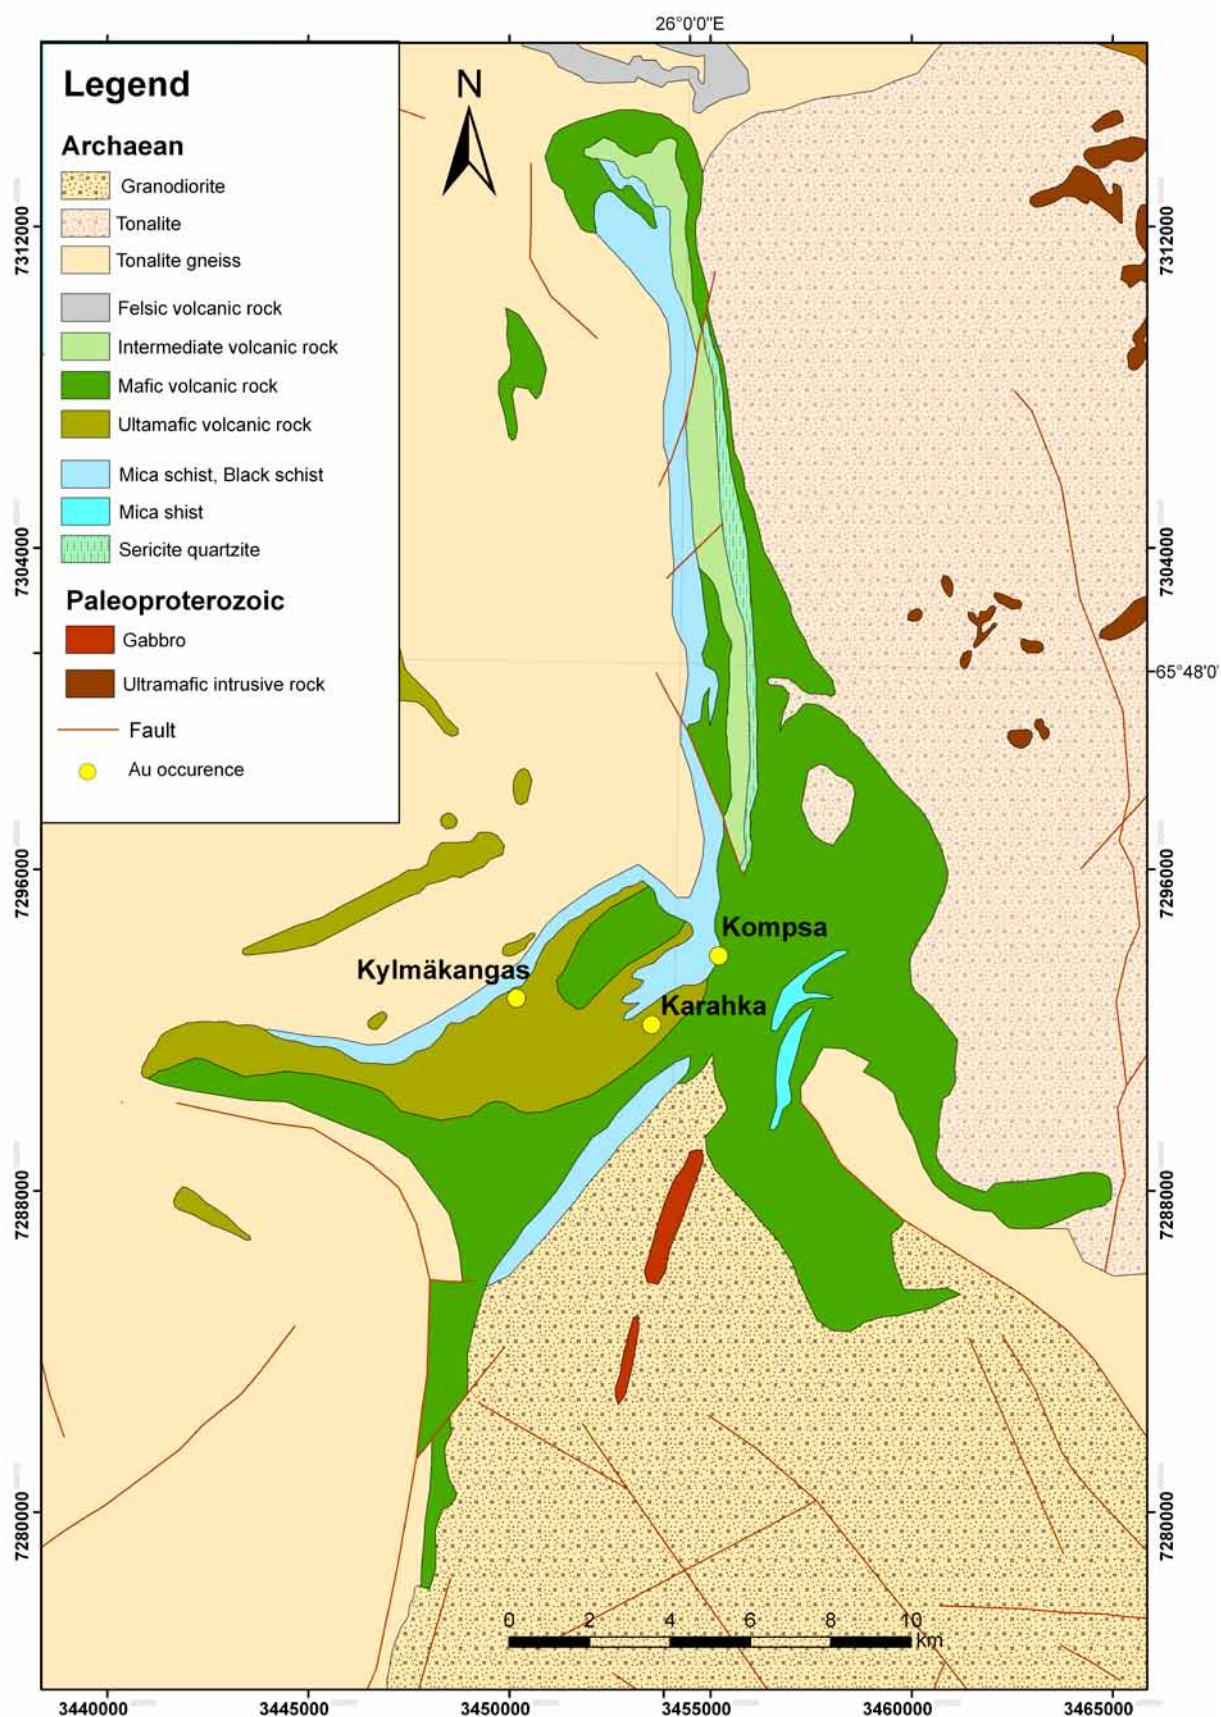 26°0'0"E
Legend
N
Archaean
Granodiorite
Tonalite
Tonalite gneiss
Felsic volcanic rock
Intermediate volcanic rock
Mafic volcanic rock
Ultamafic volcanic rock
Mica schist, Black schist
Mica shist
Sericite quartzite
Paleoproterozoic
Gabbro
Ultramafic intrusive rock
Fault
Au occurence
7312000
7312000
7304000
7304000
65°48'0"
7296000
7296000
Kompsa
Kylmäkangas
Karahka
7288000
7288000
7280000
7280000
0 2 4 6 8 10
km
3440000 3445000 3450000 3455000 3460000 3465000